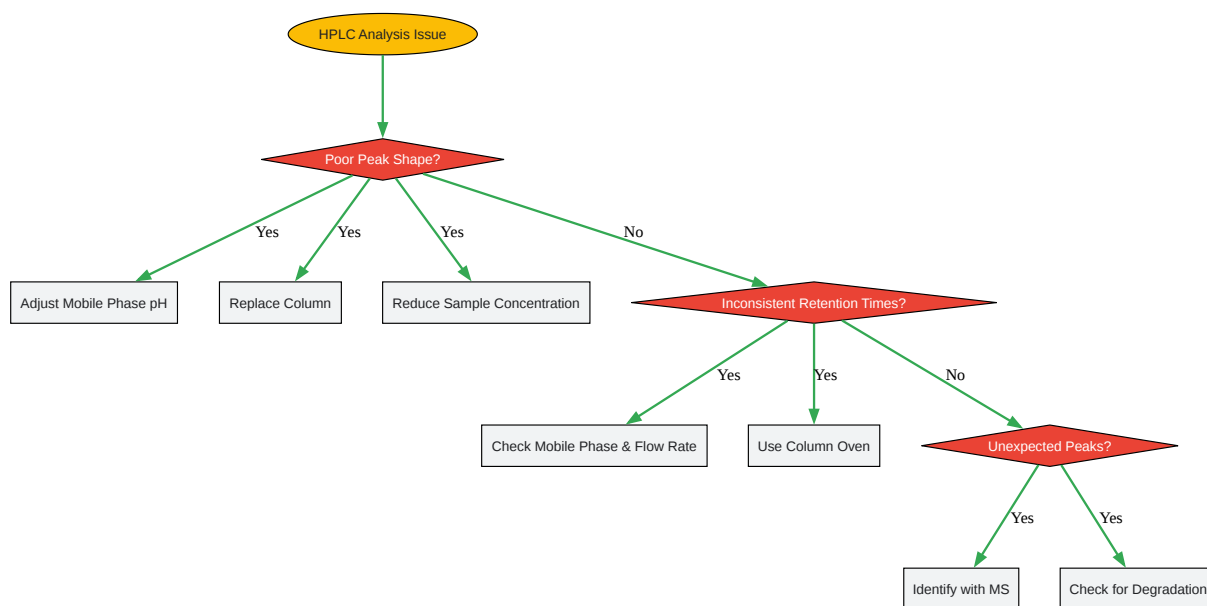 HPLC Analysis Issue
Poor Peak Shape?
Yes
Yes
Yes
No
Adjust Mobile Phase pH
Replace Column
Reduce Sample Concentration
Inconsistent Retention Times?
Yes
Yes
No
Check Mobile Phase & Flow Rate
Use Column Oven
Unexpected Peaks?
Yes
Yes
Identify with MS
Check for Degradation